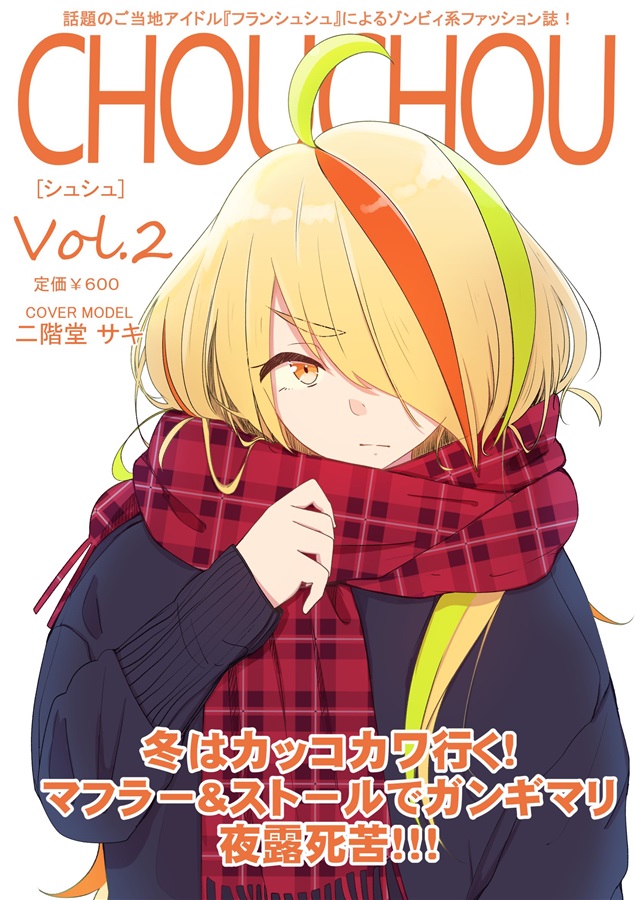 話題のご当地アイドル『フランシュシュ』によるゾンビィ系ファッション誌！
CHOUCHOU
[シュシュ]
Vol.2
定価￥600
COVER MODEL
二階堂 サキ
冬はカッコカワ行く!
マフラー&ストールでガンギマリ
夜露死苦!!!